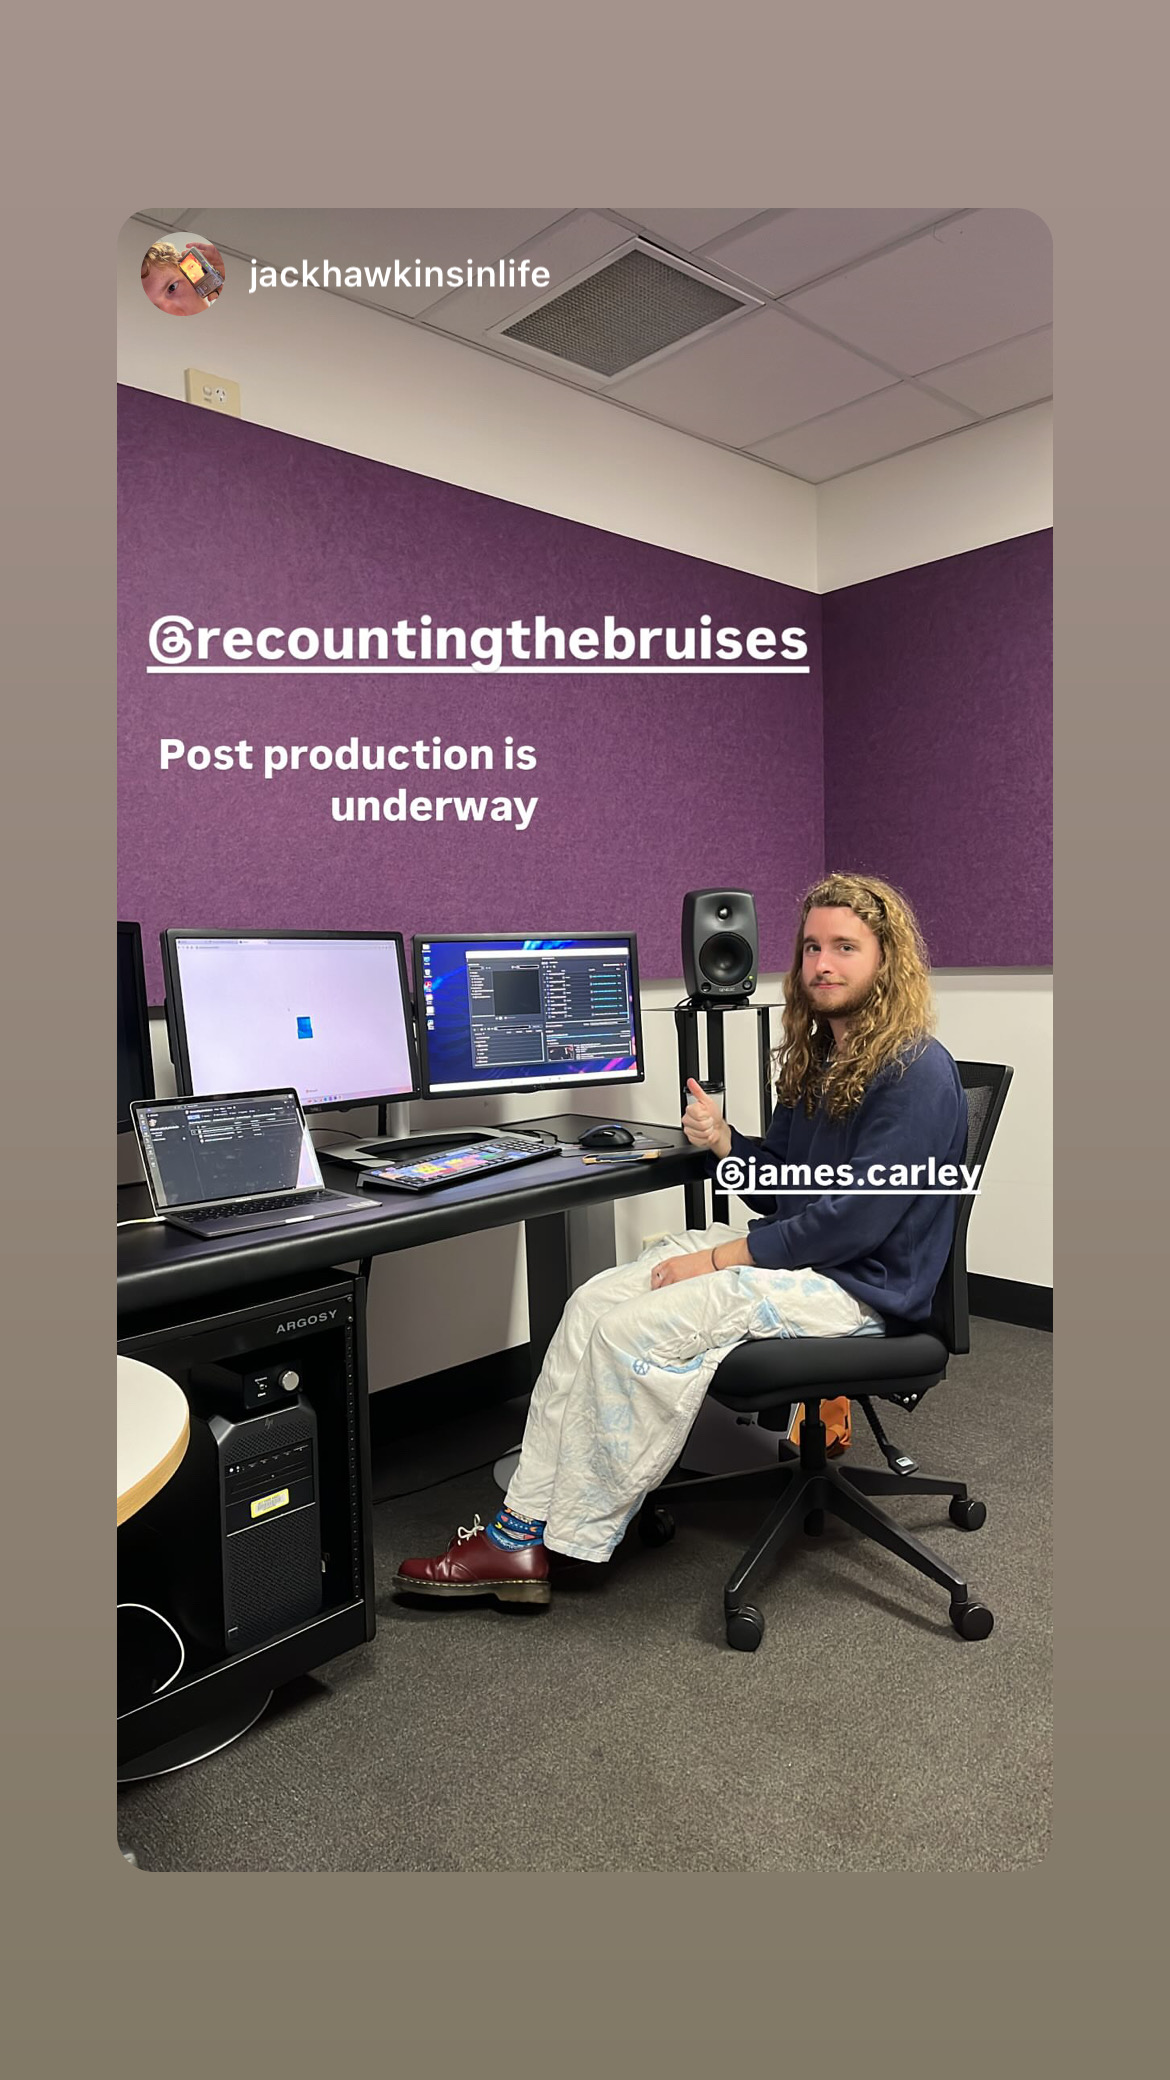 jackhawkinsinlife
@recountingthebruises
Post production is
underway
@james.carley
ARGOSY